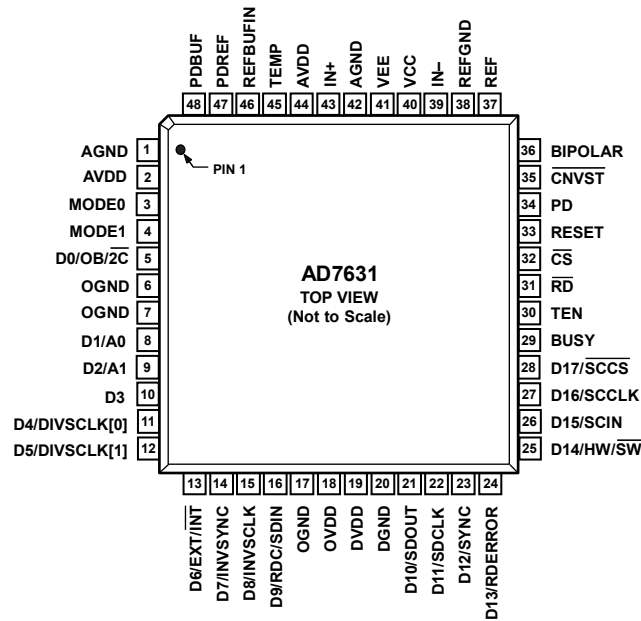 PDBUF
PDREF
REFBUFIN
TEMP
AVDD
IN+
AGND
VEE
VCC
IN–
REFGND
REF
48 47 46 45 44 43 42 41 40 39 38 37
AGND 1
AVDD 2
MODE0 3
MODE1 4
D0/OB/2C̅ 5
OGND 6
OGND 7
D1/A0 8
D2/A1 9
D3 10
D4/DIVSCLK[0] 11
D5/DIVSCLK[1] 12
PIN 1
AD7631
TOP VIEW
(Not to Scale)
36 BIPOLAR
35 C̅N̅V̅S̅T̅
34 PD
33 RESET
32 C̅S̅
31 R̅D̅
30 TEN
29 BUSY
28 D17/S̅C̅C̅S̅
27 D16/SCCLK
26 D15/SCIN
25 D14/HW/S̅W̅
13 14 15 16 17 18 19 20 21 22 23 24
D6/EXT/I̅N̅T̅
D7/INVSYNC
D8/INVSCLK
D9/RDC/SDIN
OGND
OVDD
DVDD
DGND
D10/SDOUT
D11/SDCLK
D12/SYNC
D13/RDERROR